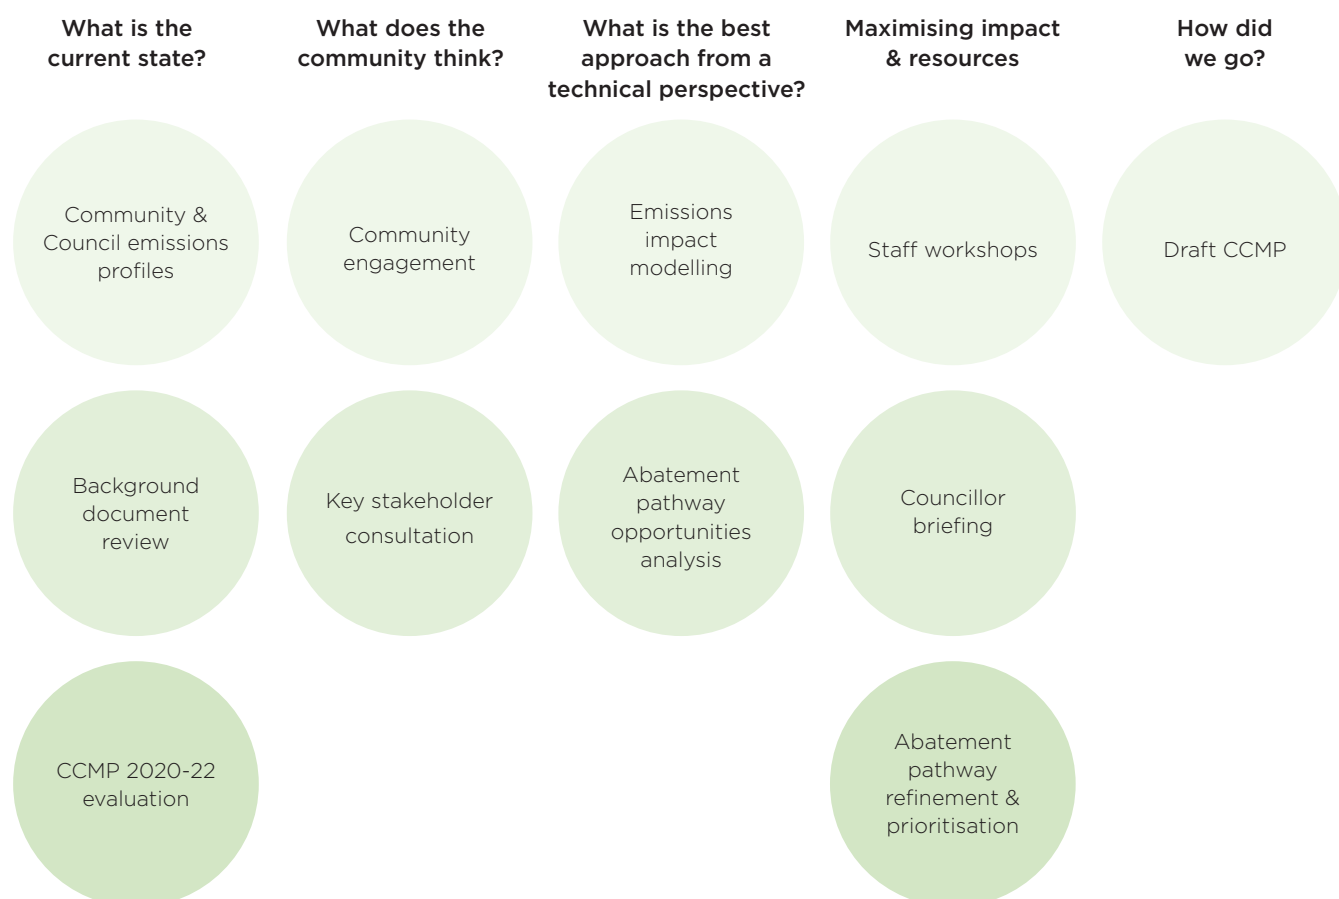 What is the
current state?
What does the
community think?
What is the best
approach from a
technical perspective?
Maximising impact
& resources
How did
we go?
Community &
Council emissions
profiles
Community
engagement
Emissions
impact
modelling
Staff workshops
Draft CCMP
Background
document
review
Key stakeholder
consultation
Abatement
pathway
opportunities
analysis
Councillor
briefing
CCMP 2020-22
evaluation
Abatement
pathway
refinement &
prioritisation